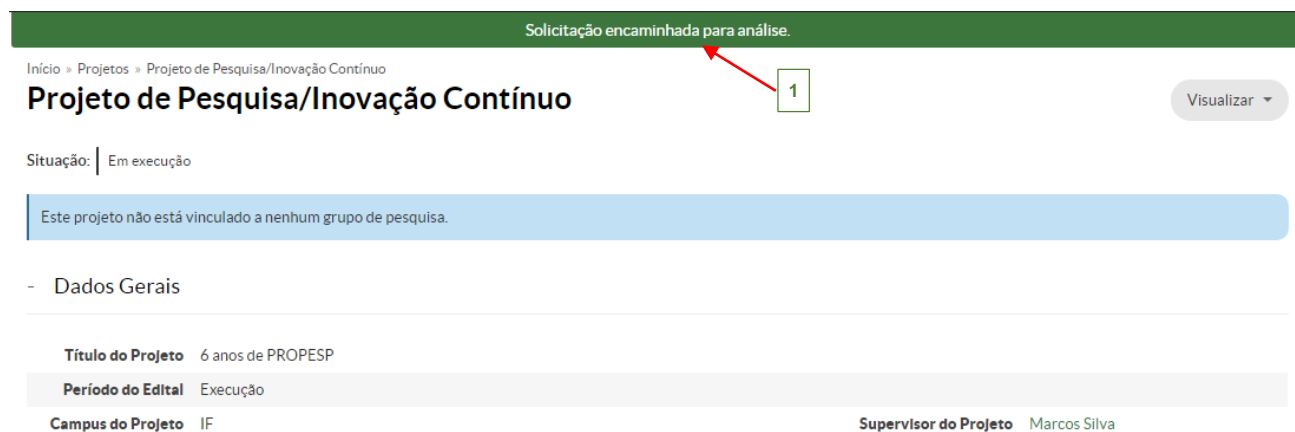 Solicitação encaminhada para análise.
Início » Projetos » Projeto de Pesquisa/Inovação Contínuo
Projeto de Pesquisa/Inovação Contínuo
1
Visualizar
Situação: Em execução
Este projeto não está vinculado a nenhum grupo de pesquisa.
- Dados Gerais
Título do Projeto 6 anos de PROPESP
Período do Edital Execução
Campus do Projeto IF Supervisor do Projeto Marcos Silva